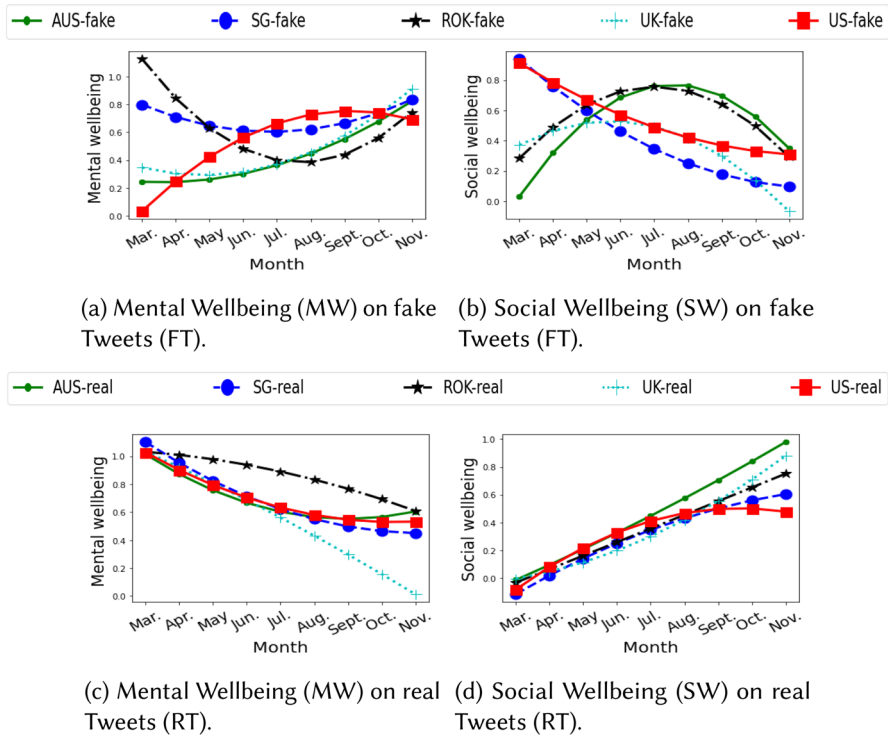 AUS-fake SG-fake ROK-fake UK-fake US-fake
Mental wellbeing
1.0
0.8
0.6
0.4
0.2
0.0
Mar. Apr. May Jun. Jul. Aug. Sept. Oct. Nov.
Month
Social wellbeing
0.8
0.6
0.4
0.2
0.0
Mar. Apr. May Jun. Jul. Aug. Sept. Oct. Nov.
Month
(a) Mental Wellbeing (MW) on fake
Tweets (FT).
(b) Social Wellbeing (SW) on fake
Tweets (FT).
AUS-real SG-real ROK-real UK-real US-real
Mental wellbeing
1.0
0.8
0.6
0.4
0.2
0.0
Mar. Apr. May Jun. Jul. Aug. Sept. Oct. Nov.
Month
Social wellbeing
1.0
0.8
0.6
0.4
0.2
0.0
Mar. Apr. May Jun. Jul. Aug. Sept. Oct. Nov.
Month
(c) Mental Wellbeing (MW) on real
Tweets (RT).
(d) Social Wellbeing (SW) on real
Tweets (RT).